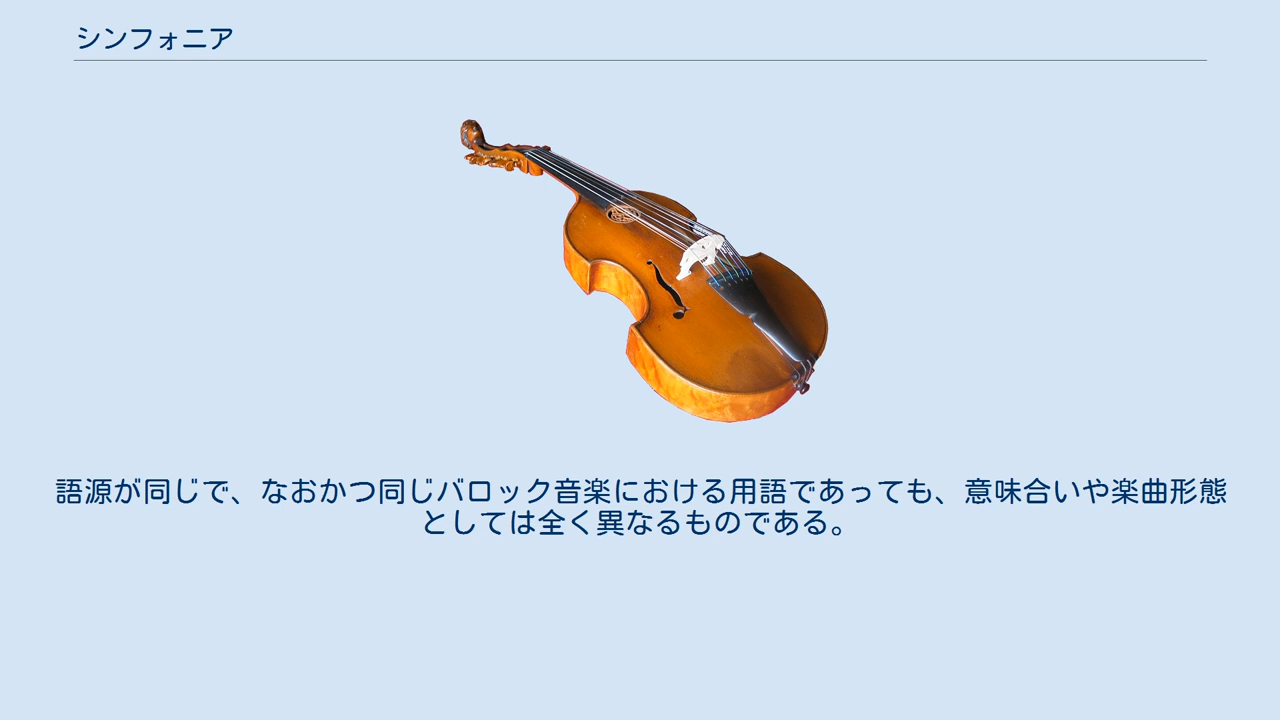 シンフォニア
語源が同じで、なおかつ同じバロック音楽における用語であっても、意味合いや楽曲形態
としては全く異なるものである。